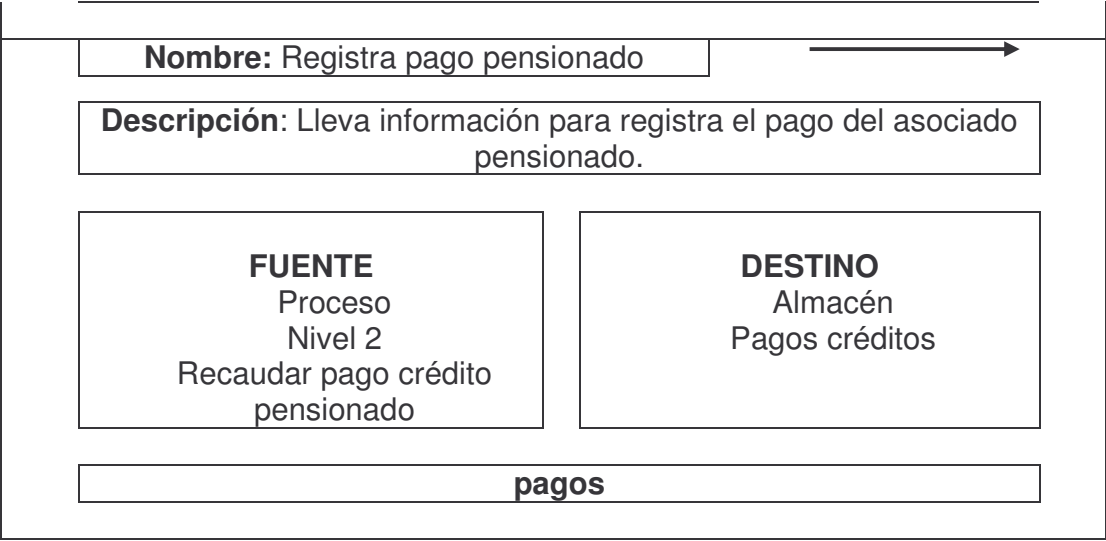 Nombre: Registra pago pensionado
Descripción: Lleva información para registra el pago del asociado
pensionado.
FUENTE
Proceso
Nivel 2
Recaudar pago crédito
pensionado
DESTINO
Almacén
Pagos créditos
pagos